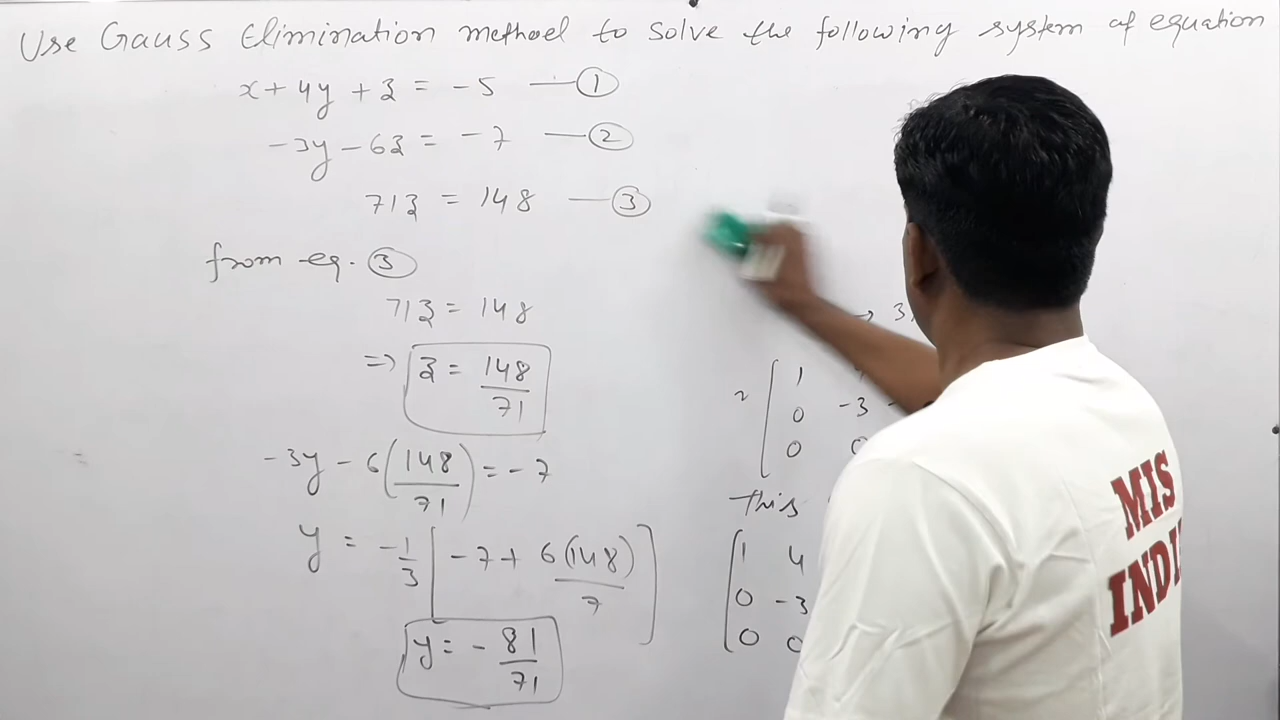 Use Gauss Elimination method to solve the following system of equation
x + 4y + z = -5 — ①
-3y - 6z = -7 — ②
71z = 148 — ③
from eq. ③
71z = 148
⇒ z = 148/71
-3y - 6(148/71) = -7
y = -1/3 [-7 + 6(148)/7]
y = -81/71
→ 3
~ [ 1
0 -3
0 0
This
[ 1 4
0 -3
0 0
MIS
INDI